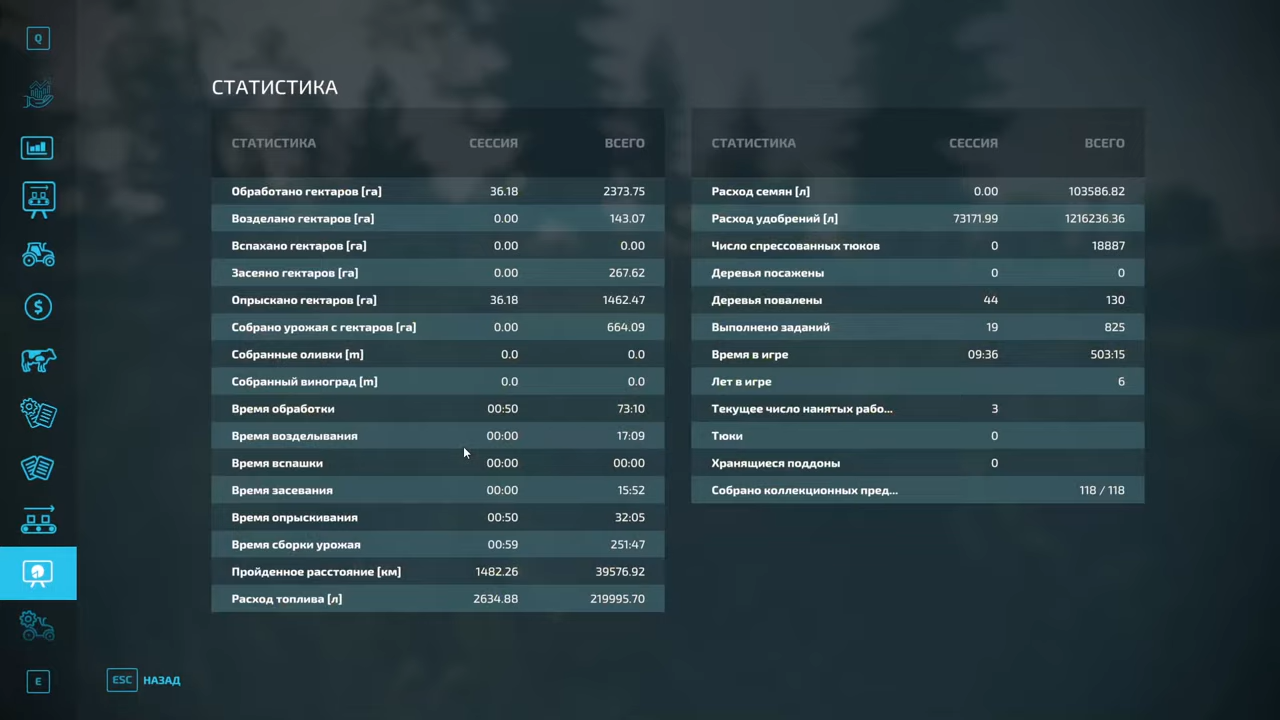 Q
СТАТИСТИКА
СТАТИСТИКА СЕССИЯ ВСЕГО
Обработано гектаров [га] 36.18 2373.75
Возделано гектаров [га] 0.00 143.07
Вспахано гектаров [га] 0.00 0.00
Засеяно гектаров [га] 0.00 267.62
Опрыскано гектаров [га] 36.18 1462.47
Собрано урожая с гектаров [га] 0.00 664.09
Собранные оливки [m] 0.0 0.0
Собранный виноград [m] 0.0 0.0
Время обработки 00:50 73:10
Время возделывания 00:00 17:09
Время вспашки 00:00 00:00
Время засевания 00:00 15:52
Время опрыскивания 00:50 32:05
Время сборки урожая 00:59 251:47
Пройденное расстояние [км] 1482.26 39576.92
Расход топлива [л] 2634.88 219995.70
СТАТИСТИКА СЕССИЯ ВСЕГО
Расход семян [л] 0.00 103586.82
Расход удобрений [л] 73171.99 1216236.36
Число спрессованных тюков 0 18887
Деревья посажены 0 0
Деревья повалены 44 130
Выполнено заданий 19 825
Время в игре 09:36 503:15
Лет в игре 6
Текущее число нанятых рабо... 3
Тюки 0
Хранящиеся поддоны 0
Собрано коллекционных пред... 118 / 118
E
ESC НАЗАД